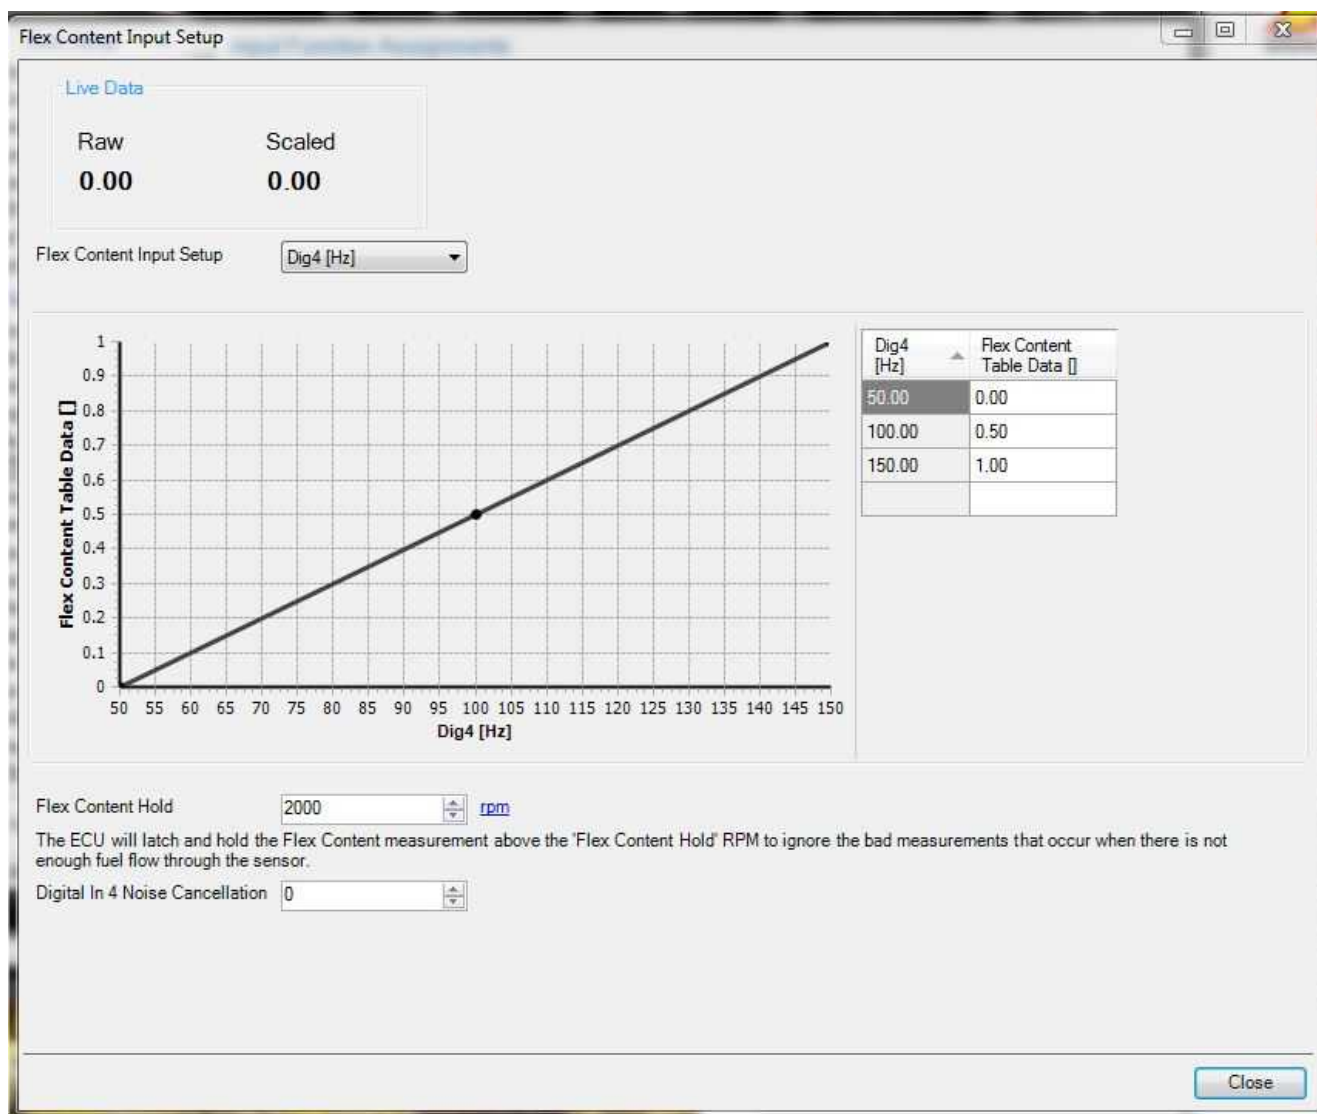 Flex Content Input Setup
Input Function Assignments
Live Data
Raw Scaled
0.00 0.00
Flex Content Input Setup Dig4 [Hz]
1
0.9
0.8
0.7
0.6
0.5
0.4
0.3
0.2
0.1
0
Flex Content Table Data []
50 55 60 65 70 75 80 85 90 95 100 105 110 115 120 125 130 135 140 145 150
Dig4 [Hz]
Dig4 Flex Content
[Hz] Table Data []
50.00 0.00
100.00 0.50
150.00 1.00
Flex Content Hold 2000 rpm
The ECU will latch and hold the Flex Content measurement above the 'Flex Content Hold' RPM to ignore the bad measurements that occur when there is not
enough fuel flow through the sensor.
Digital In 4 Noise Cancellation 0
Close